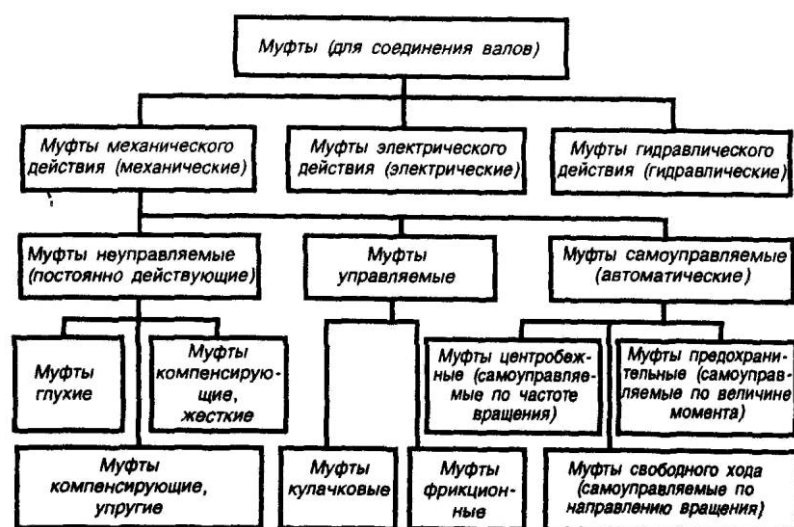 Муфты (для соединения валов)
Муфты механического
действия (механические)
Муфты электрического
действия (электрические)
Муфты гидравлического
действия (гидравлические)
Муфты неуправляемые
(постоянно действующие)
Муфты
управляемые
Муфты самоуправляемые
(автоматические)
Муфты
глухие
Муфты
компенсирую-
щие,
жесткие
Муфты центробеж-
ные (самоуправляе-
мые по частоте
вращения)
Муфты предохрани-
тельные (самоуправ-
ляемые по величине
момента)
Муфты
компенсирующие,
упругие
Муфты
кулачковые
Муфты
фрикцион-
ные
Муфты свободного хода
(самоуправляемые по
направлению вращения)